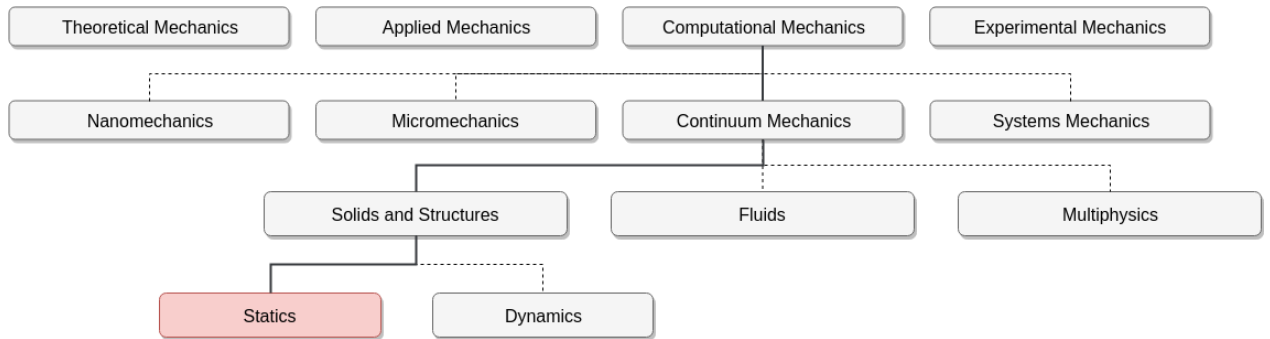 Theoretical Mechanics
Applied Mechanics
Computational Mechanics
Experimental Mechanics
Nanomechanics
Micromechanics
Continuum Mechanics
Systems Mechanics
Solids and Structures
Fluids
Multiphysics
Statics
Dynamics